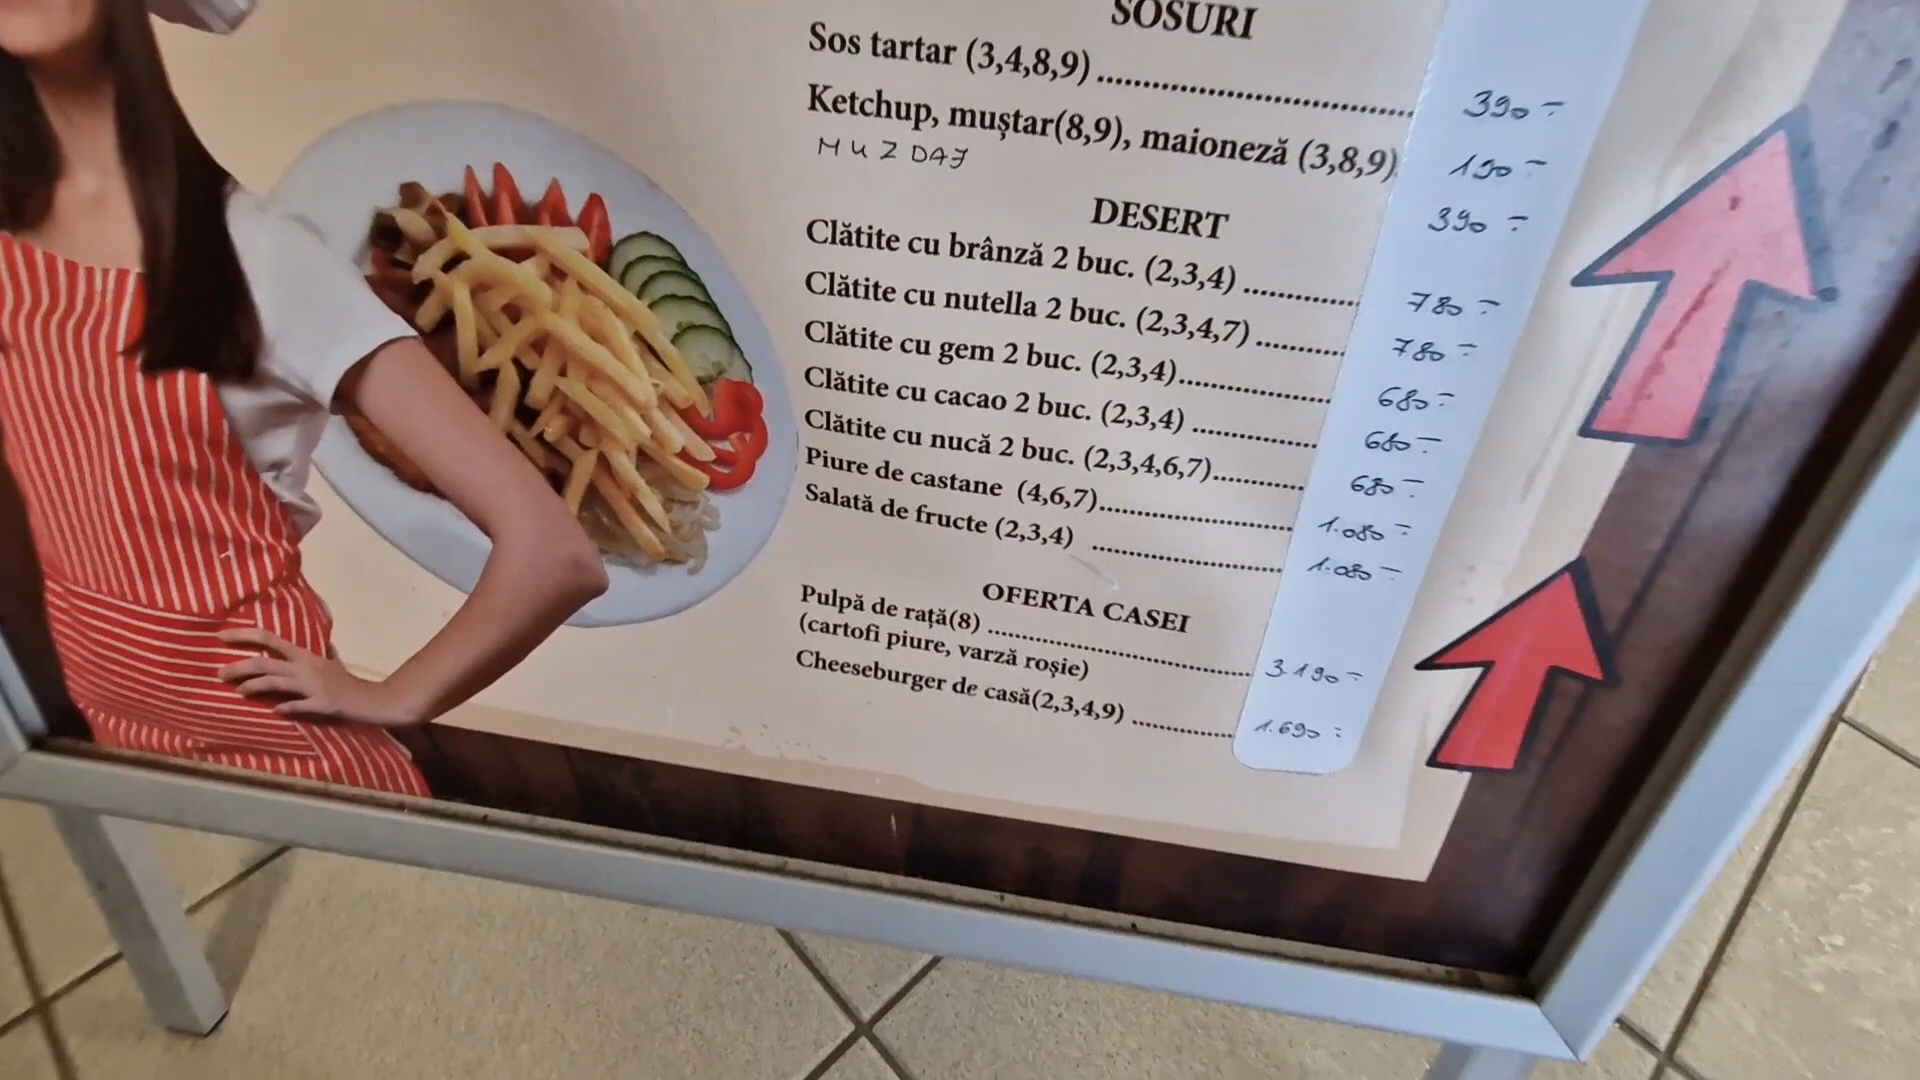 SOSURI
Sos tartar (3,4,8,9) ........................................ 390.-
Ketchup, muștar(8,9), maioneză (3,8,9) 190.-
MUZDAJ 390.-
DESERT
Clătite cu brânză 2 buc. (2,3,4) ............... 780.-
Clătite cu nutella 2 buc. (2,3,4,7) ............ 780.-
Clătite cu gem 2 buc. (2,3,4)..................... 680.-
Clătite cu cacao 2 buc. (2,3,4) ................. 680.-
Clătite cu nucă 2 buc. (2,3,4,6,7)............. 680.-
Piure de castane (4,6,7)............................ 1.080.-
Salată de fructe (2,3,4) ............................ 1.080.-
OFERTA CASEI
Pulpă de rață(8) ........................................ 3.190.-
(cartofi piure, varză roșie)
Cheeseburger de casă(2,3,4,9) ............... 1.690.-